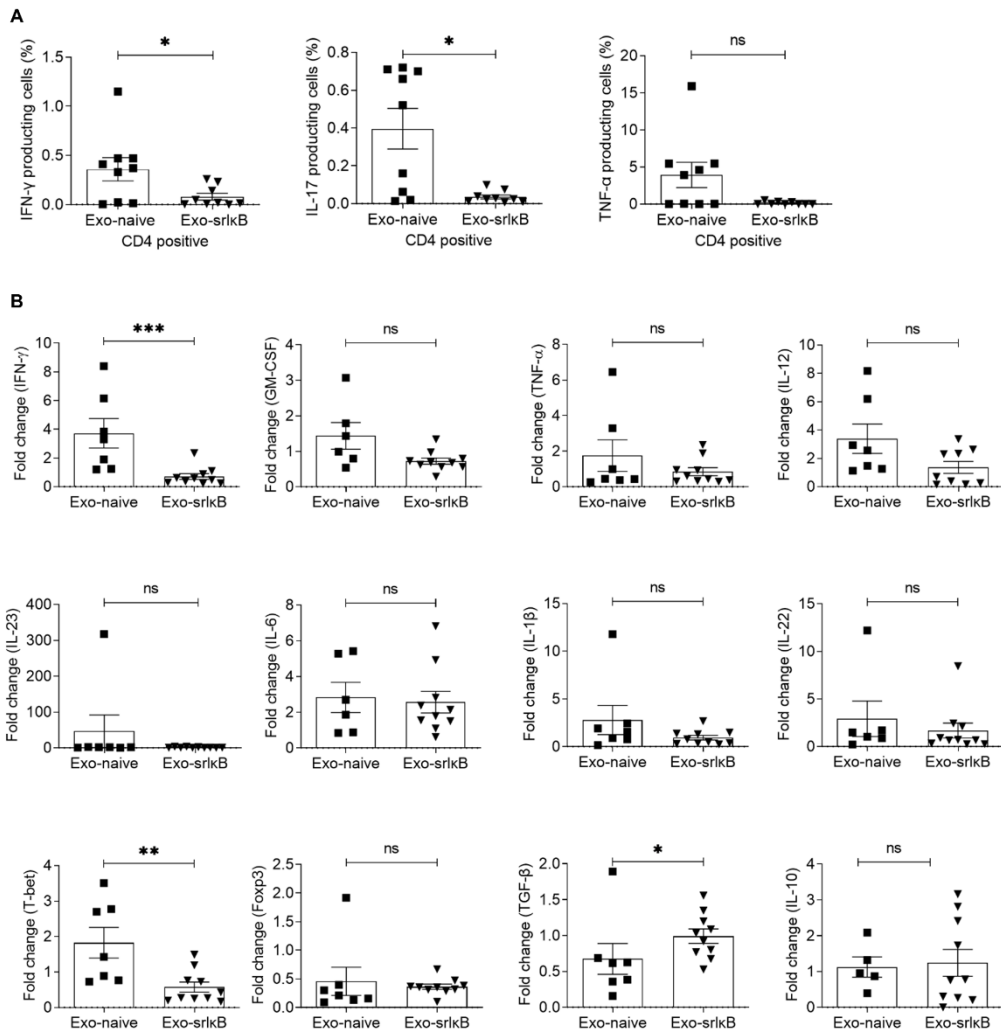 A
IFN-γ producting cells (%)
1.5
1.0
0.5
0.0
*
Exo-naive Exo-srIκB
CD4 positive
IL-17 producting cells (%)
0.8
0.6
0.4
0.2
0.0
*
Exo-naive Exo-srIκB
CD4 positive
TNF-α producting cells (%)
20
15
10
5
0
ns
Exo-naive Exo-srIκB
CD4 positive
B
Fold change (IFN-γ)
10
8
6
4
2
0
***
Exo-naive Exo-srIκB
Fold change (GM-CSF)
4
3
2
1
0
ns
Exo-naive Exo-srIκB
Fold change (TNF-α)
8
6
4
2
0
ns
Exo-naive Exo-srIκB
Fold change (IL-12)
10
8
6
4
2
0
ns
Exo-naive Exo-srIκB
Fold change (IL-23)
400
300
200
100
0
ns
Exo-naive Exo-srIκB
Fold change (IL-6)
8
6
4
2
0
ns
Exo-naive Exo-srIκB
Fold change (IL-1β)
15
10
5
0
ns
Exo-naive Exo-srIκB
Fold change (IL-22)
15
10
5
0
ns
Exo-naive Exo-srIκB
Fold change (T-bet)
4
3
2
1
0
**
Exo-naive Exo-srIκB
Fold change (Foxp3)
2.5
2.0
1.5
1.0
0.5
0.0
ns
Exo-naive Exo-srIκB
Fold change (TGF-β)
2.0
1.5
1.0
0.5
0.0
*
Exo-naive Exo-srIκB
Fold change (IL-10)
4
3
2
1
0
ns
Exo-naive Exo-srIκB